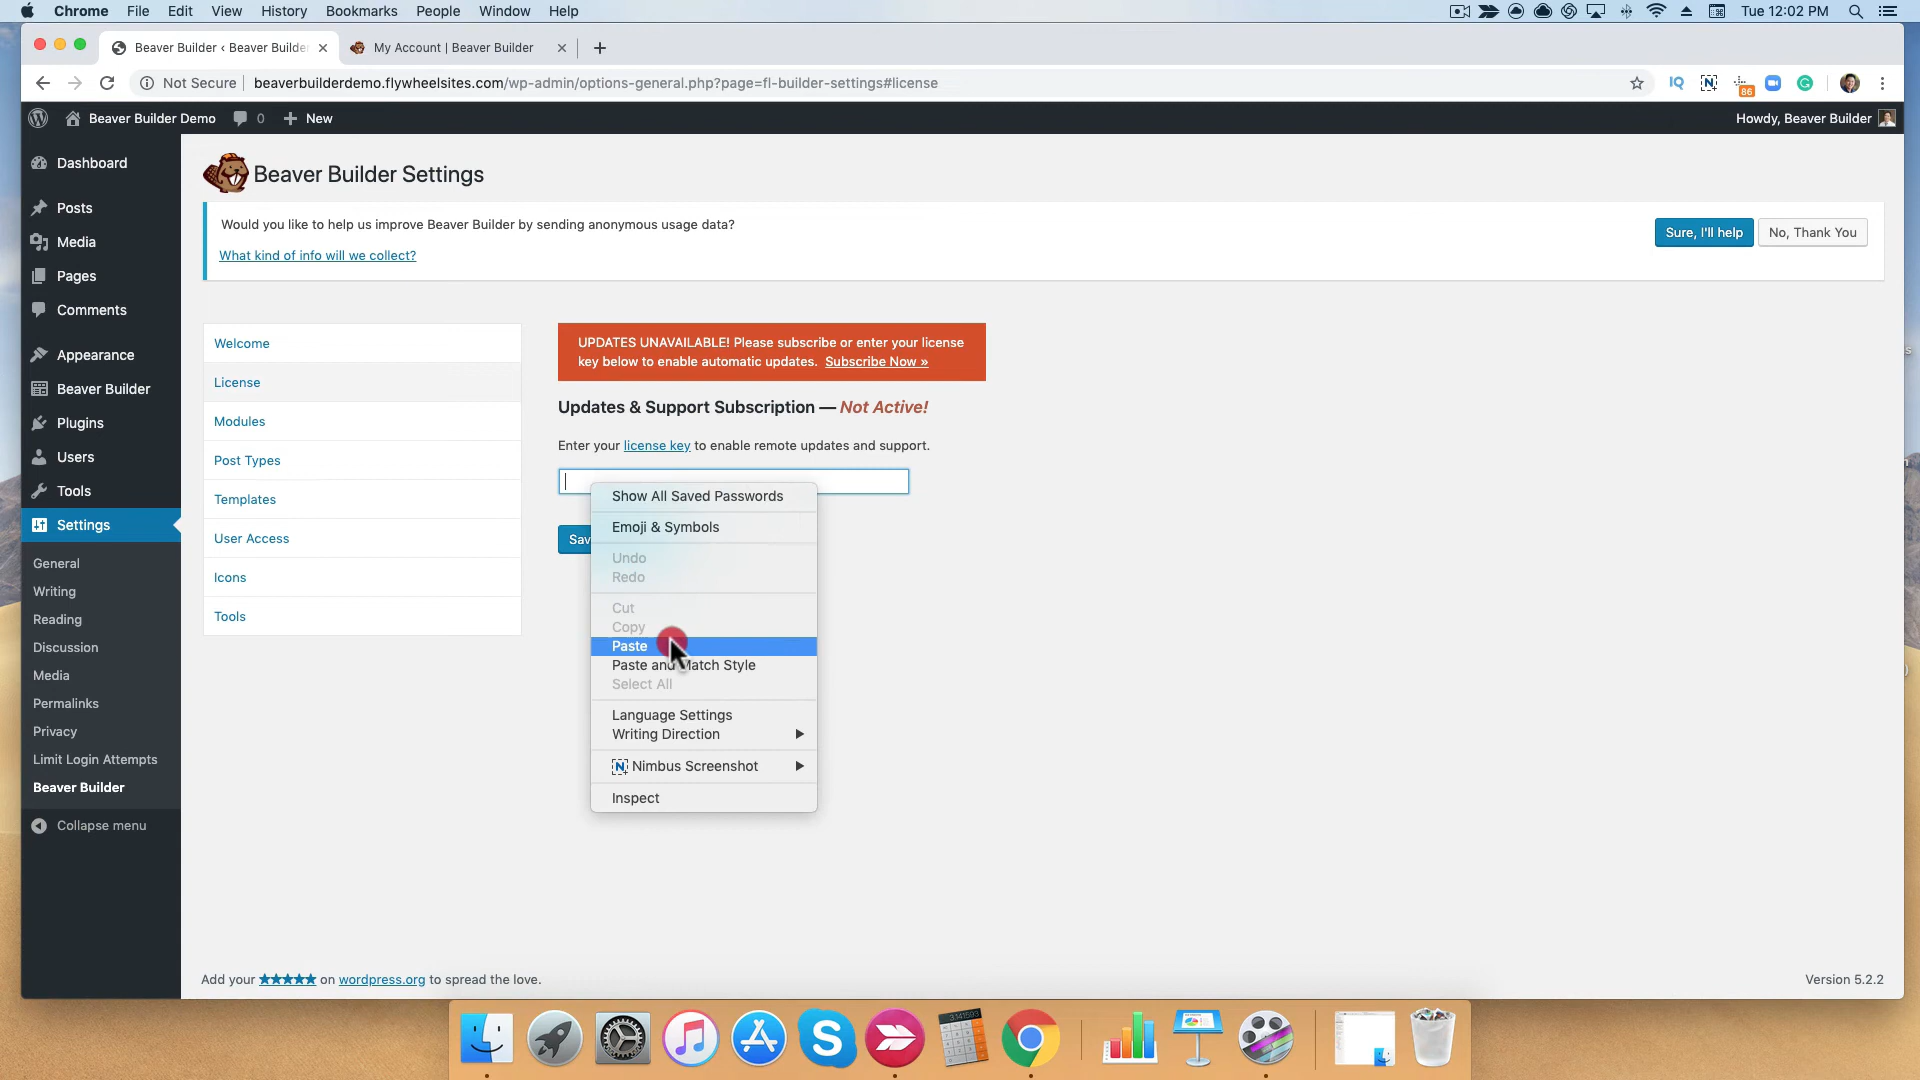 Chrome File Edit View History Bookmarks People Window Help Tue 12:02 PM
Beaver Builder ‹ Beaver Builde
My Account | Beaver Builder
Not Secure beaverbuilderdemo.flywheelsites.com/wp-admin/options-general.php?page=fl-builder-settings#license
IQ N 86
Beaver Builder Demo 0 New Howdy, Beaver Builder
Dashboard
Posts
Media
Pages
Comments
Appearance
Beaver Builder
Plugins
Users
Tools
Settings
General
Writing
Reading
Discussion
Media
Permalinks
Privacy
Limit Login Attempts
Beaver Builder
Collapse menu
Beaver Builder Settings
Would you like to help us improve Beaver Builder by sending anonymous usage data?
What kind of info will we collect?
Sure, I'll help No, Thank You
Welcome
License
Modules
Post Types
Templates
User Access
Icons
Tools
UPDATES UNAVAILABLE! Please subscribe or enter your license
key below to enable automatic updates. Subscribe Now »
Updates & Support Subscription — Not Active!
Enter your license key to enable remote updates and support.
Sav
Show All Saved Passwords
Emoji & Symbols
Undo
Redo
Cut
Copy
Paste
Paste and Match Style
Select All
Language Settings
Writing Direction
N Nimbus Screenshot
Inspect
Add your ★★★★★ on wordpress.org to spread the love.
Version 5.2.2
3.141593